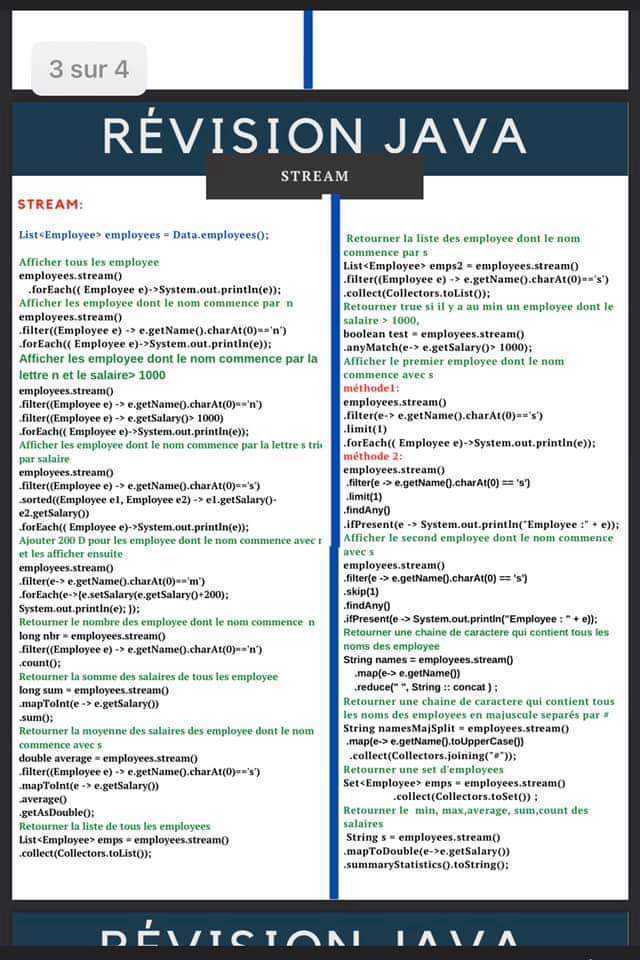 3 sur 4
RÉVISION JAVA
STREAM
STREAM:
List<Employee> employees = Data.employees();
Afficher tous les employee
employees.stream()
.forEach(( Employee e)->System.out.println(e));
Afficher les employee dont le nom commence par n
employees.stream()
.filter((Employee e) -> e.getName().charAt(0)=='n')
.forEach(( Employee e)->System.out.println(e));
Afficher les employee dont le nom commence par la
lettre n et le salaire> 1000
employees.stream()
.filter((Employee e) -> e.getName().charAt(0)=='n')
.filter((Employee e) -> e.getSalary()> 1000)
.forEach(( Employee e)->System.out.println(e));
Afficher les employee dont le nom commence par la lettre s trié
par salaire
employees.stream()
.filter((Employee e) -> e.getName().charAt(0)=='s')
.sorted((Employee e1, Employee e2) -> e1.getSalary()-
e2.getSalary())
.forEach(( Employee e)->System.out.println(e));
Ajouter 200 D pour les employee dont le nom commence avec
et les afficher ensuite
employees.stream()
.filter(e-> e.getName().charAt(0)=='m')
.forEach(e->{e.setSalary(e.getSalary()+200);
System.out.println(e); });
Retourner le nombre des employee dont le nom commence n
long nbr = employees.stream()
.filter((Employee e) -> e.getName().charAt(0)=='n')
.count();
Retourner la somme des salaires de tous les employee
long sum = employees.stream()
.mapToInt(e -> e.getSalary())
.sum();
Retourner la moyenne des salaires des employee dont le nom
commence avec s
double average = employees.stream()
.filter((Employee e) -> e.getName().charAt(0)=='s')
.mapToInt(e -> e.getSalary())
.average()
.getAsDouble();
Retourner la liste de tous les employee
List<Employee> emps = employees.stream()
.collect(Collectors.toList());
Retourner la liste des employee dont le nom
commence par s
List<Employee> emps2 = employees.stream()
.filter((Employee e) -> e.getName().charAt(0)=='s')
.collect(Collectors.toList());
Retourner true si il y a au min un employee dont le
salaire > 1000,
boolean test = employees.stream()
.anyMatch(e-> e.getSalary()> 1000);
Afficher le premier employee dont le nom
commence avec s
méthode1:
employees.stream()
.filter(e-> e.getName().charAt(0)=='s')
.limit(1)
.forEach(( Employee e)->System.out.println(e));
méthode 2:
employees.stream()
.filter(e -> e.getName().charAt(0) == 's')
.limit(1)
.findAny()
.ifPresent(e -> System.out.println("Employee :" + e));
Afficher le second employee dont le nom commence
avec s
employees.stream()
.filter(e -> e.getName().charAt(0) == 's')
.skip(1)
.findAny()
.ifPresent(e -> System.out.println("Employee : " + e));
Retourner une chaine de caractere qui contient tous les
noms des employee
String names = employees.stream()
.map(e-> e.getName())
.reduce(" ", String :: concat ) ;
Retourner une chaine de caractere qui contient tous
les noms des employees en majuscule separés par #
String namesMajSplit = employees.stream()
.map(e-> e.getName().toUpperCase())
.collect(Collectors.joining("#"));
Retourner une set d'employees
Set<Employee> emps = employees.stream()
.collect(Collectors.toSet()) ;
Retourner le min, max,average, sum,count des
salaires
String s = employees.stream()
.mapToDouble(e->e.getSalary())
.summaryStatistics().toString();
RÉVISION JAVA